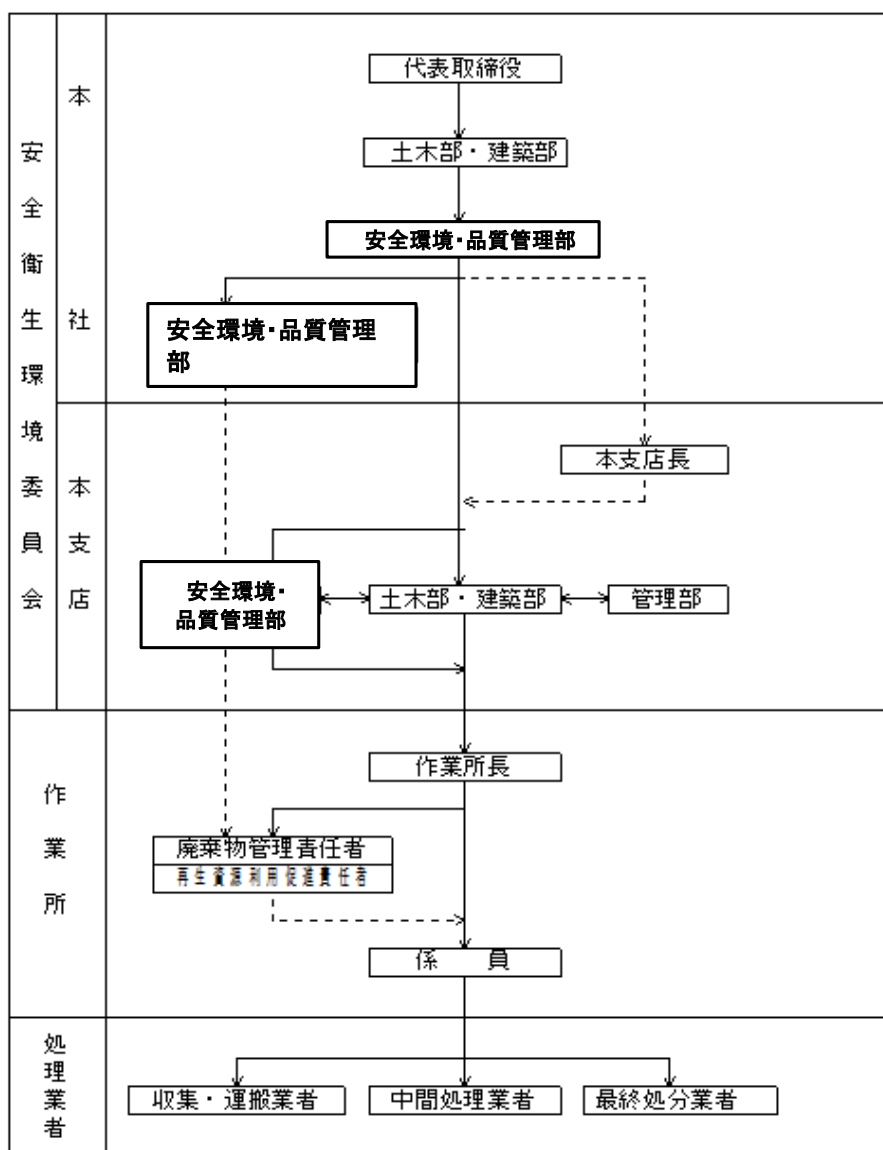 安全衛生環境委員会
本社
代表取締役
土木部・建築部
安全環境・品質管理部
安全環境・品質管理
部
本支店
本支店長
安全環境・
品質管理部
土木部・建築部
管理部
作業所
作業所長
廃棄物管理責任者
再生資源利用促進責任者
係 員
処理業者
収集・運搬業者
中間処理業者
最終処分業者